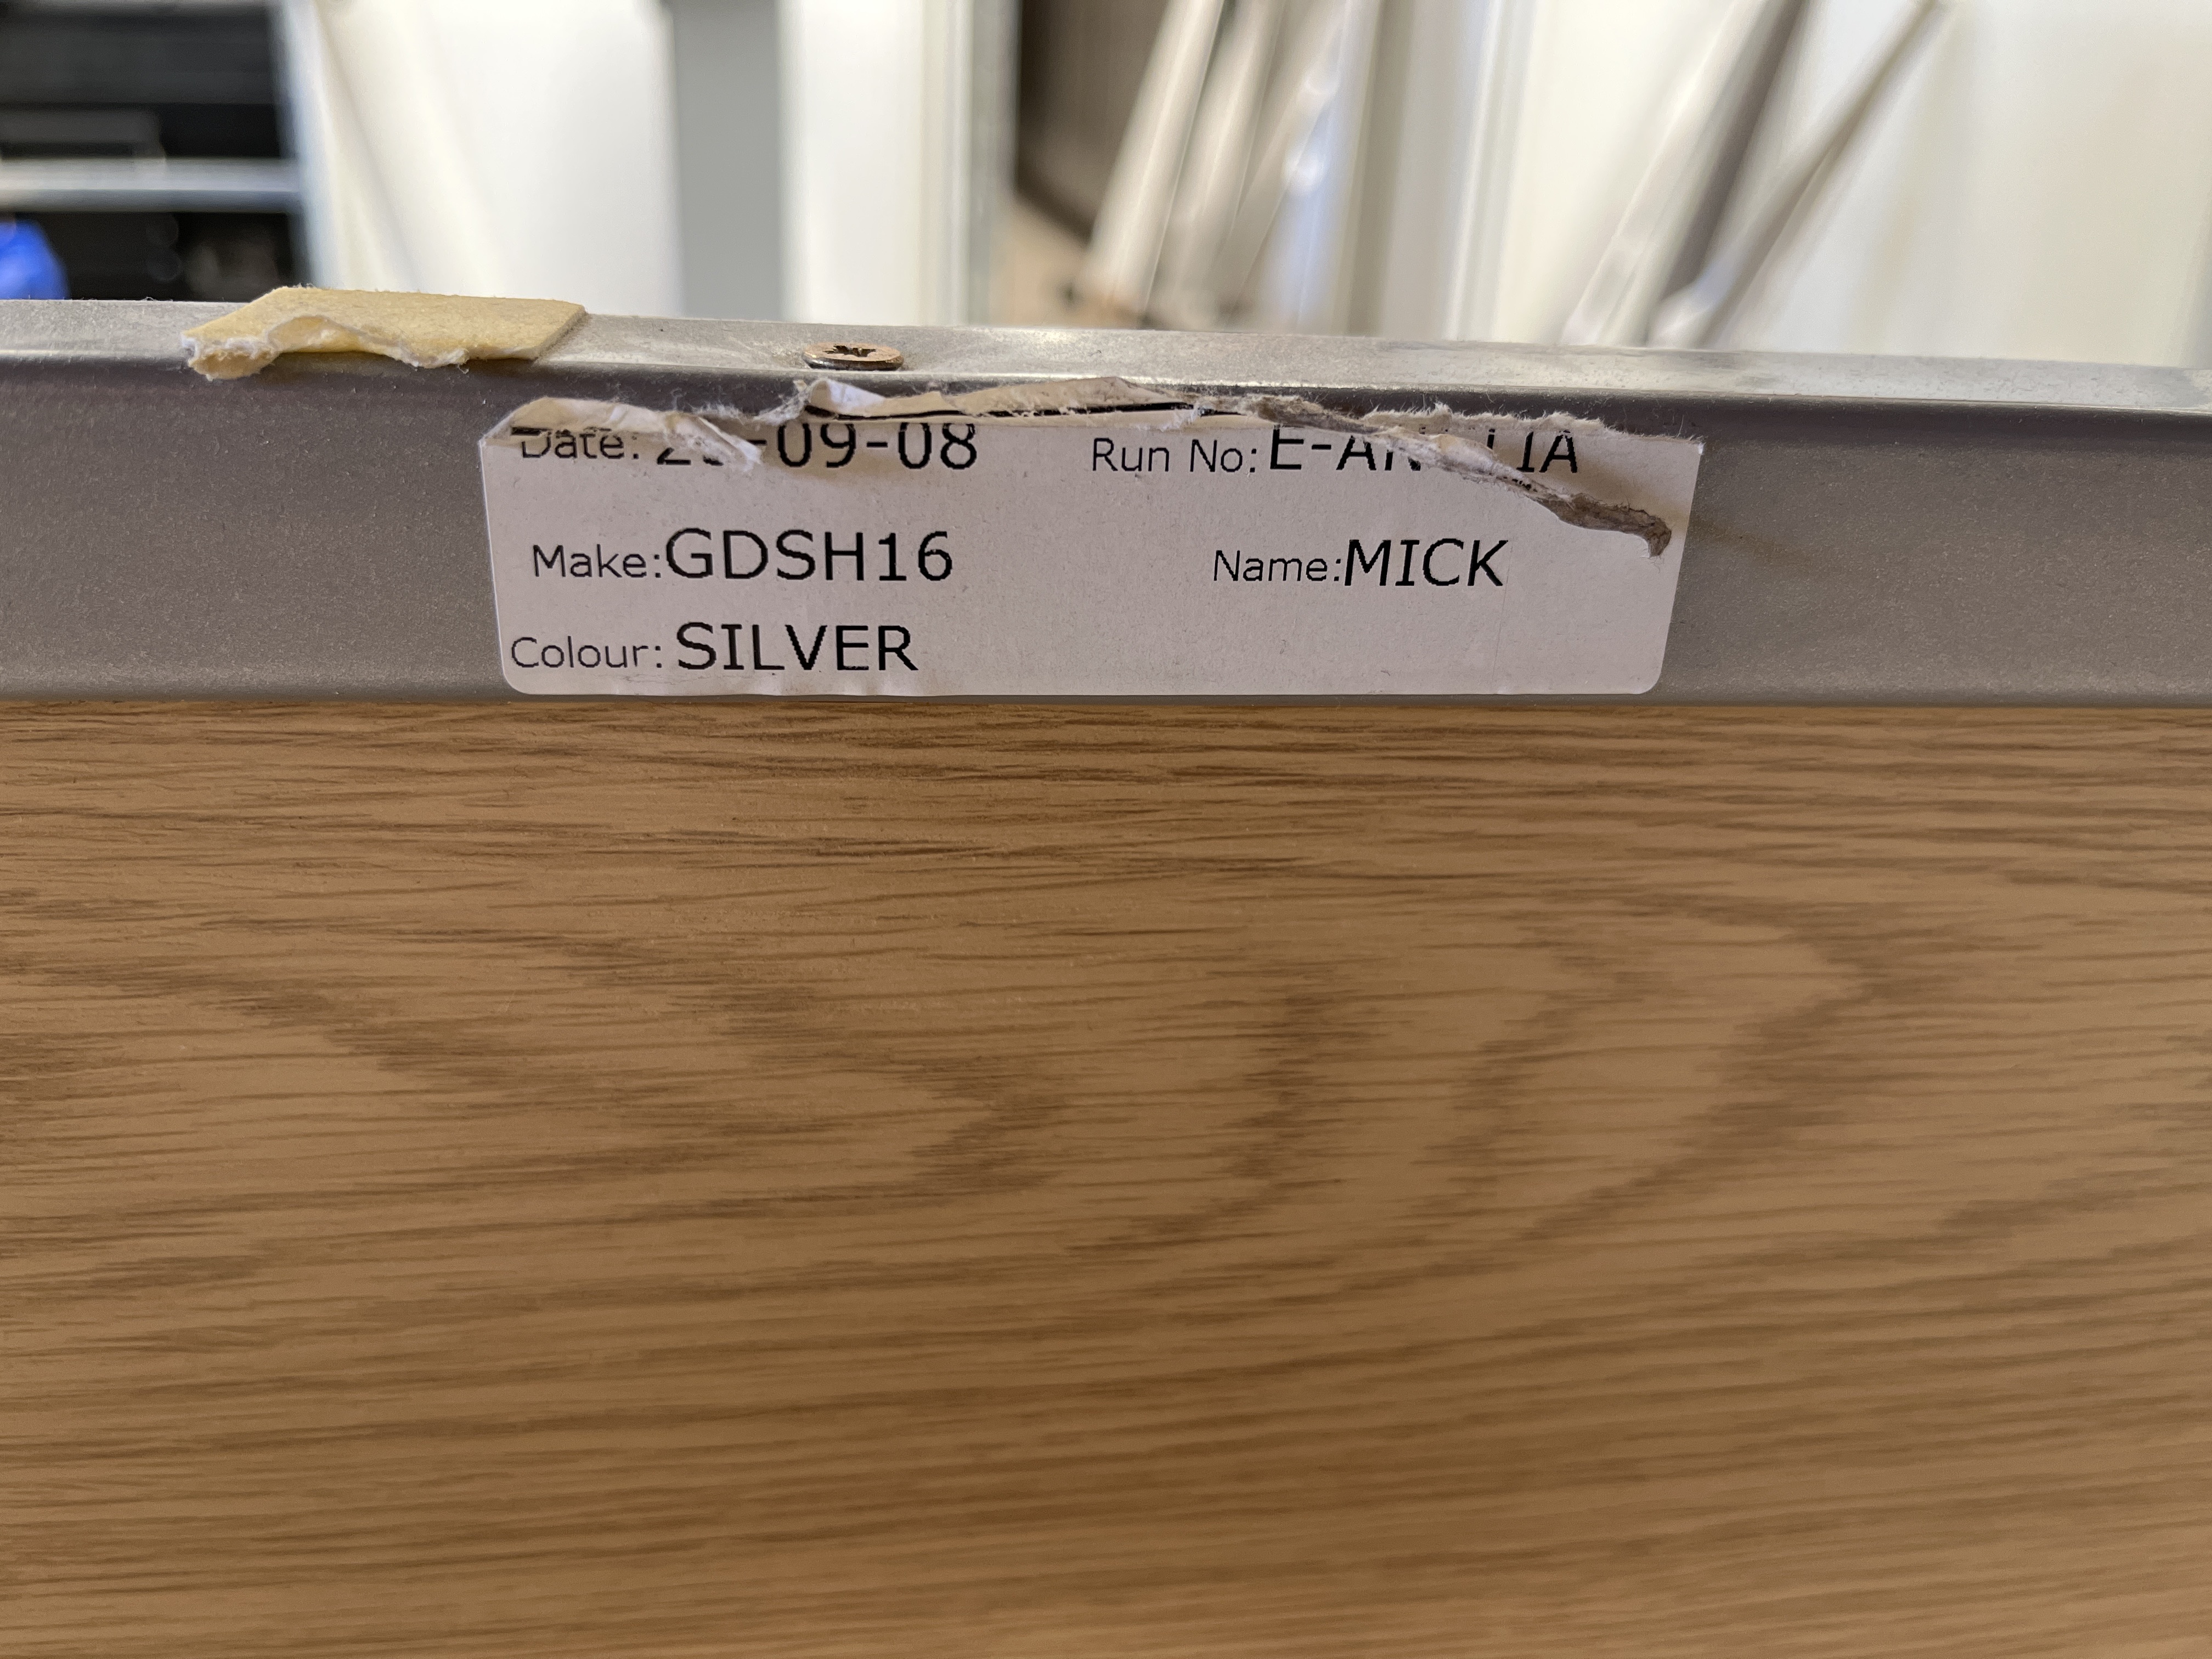 Date: -09-08 Run No:
Make:GDSH16 Name:MICK
Colour: SILVER